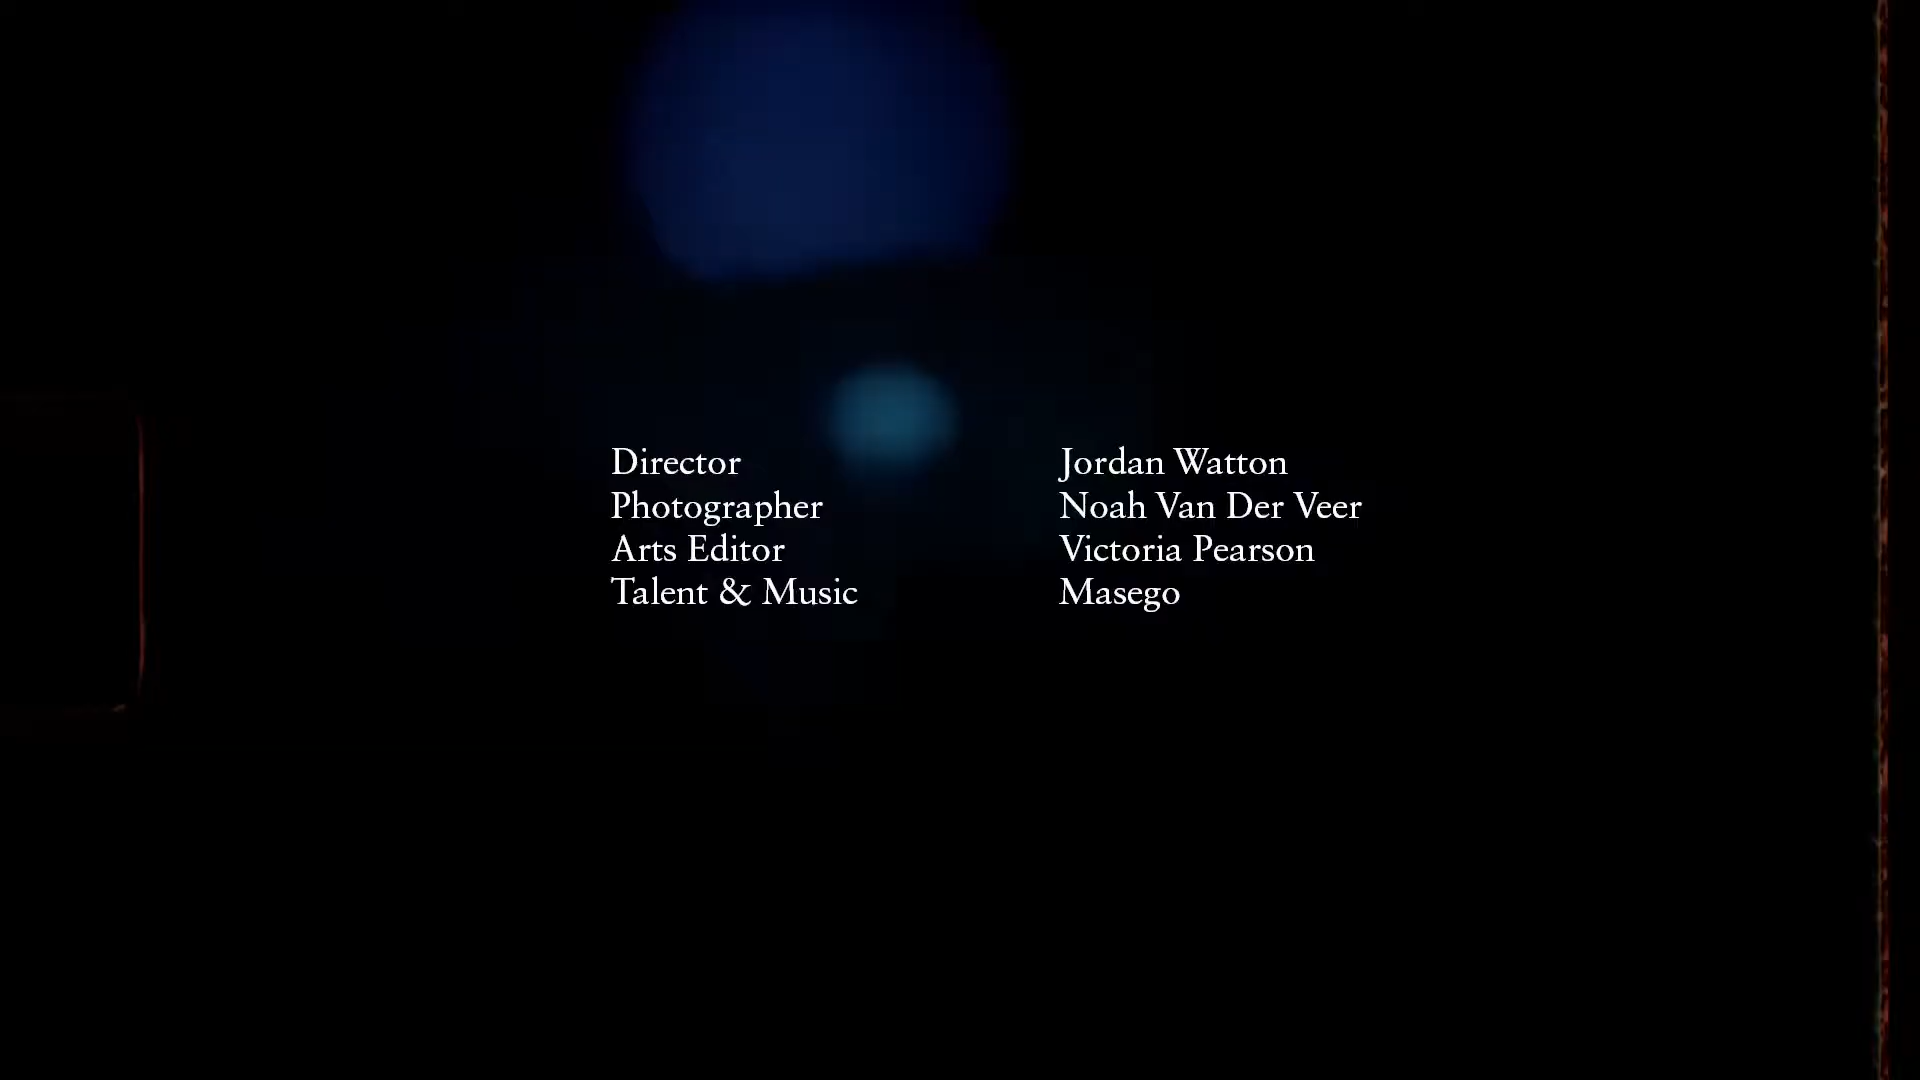 Director Jordan Watton
Photographer Noah Van Der Veer
Arts Editor Victoria Pearson
Talent & Music Masego